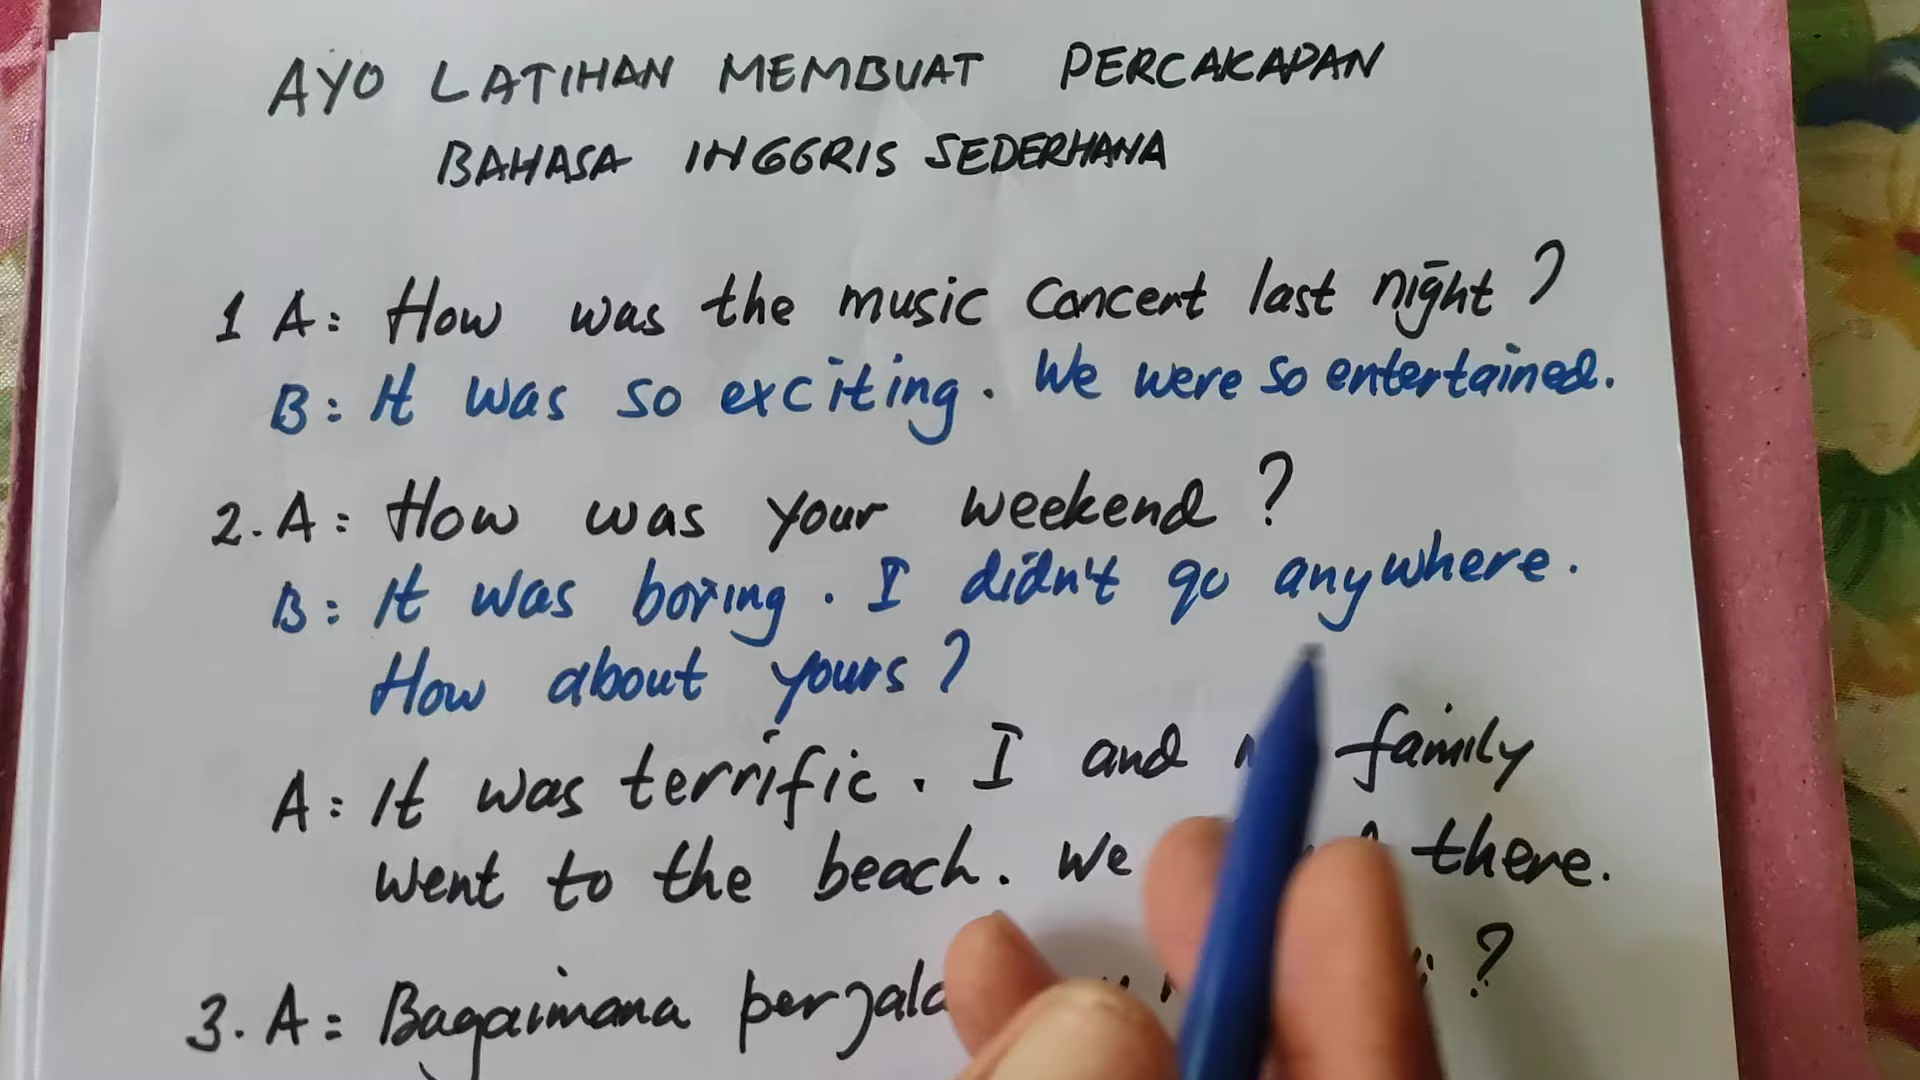 AYO LATIHAN MEMBUAT PERCAKAPAN
BAHASA INGGRIS SEDERHANA
1 A: How was the music concert last night?
B: It was so exciting. We were so entertained.
2. A: How was your weekend?
B: It was boring. I didn't go anywhere.
How about yours?
A: It was terrific. I and family
went to the beach. We there.
3. A: Bagaimana ?